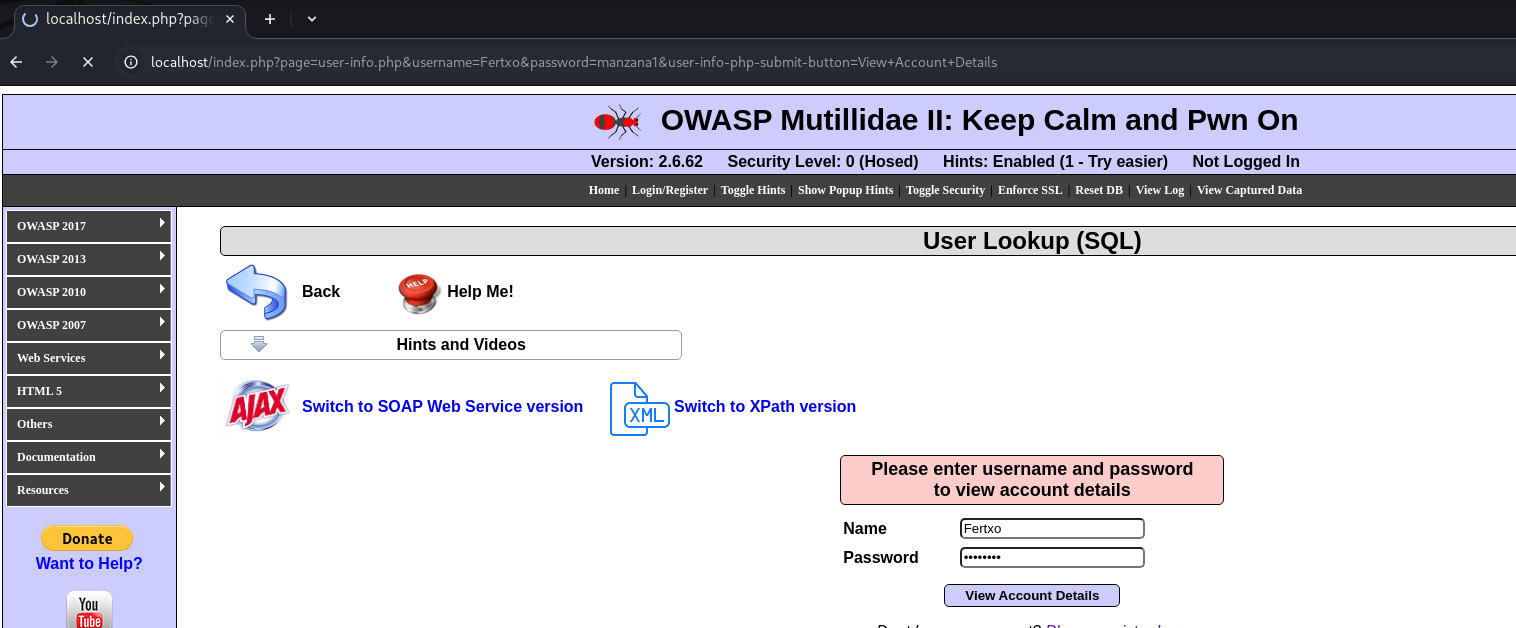 localhost/index.php?page
localhost/index.php?page=user-info.php&username=Fertxo&password=manzana1&user-info-php-submit-button=View+Account+Details
OWASP Mutillidae II: Keep Calm and Pwn On
Version: 2.6.62 Security Level: 0 (Hosed) Hints: Enabled (1 - Try easier) Not Logged In
Home | Login/Register | Toggle Hints | Show Popup Hints | Toggle Security | Enforce SSL | Reset DB | View Log | View Captured Data
OWASP 2017
OWASP 2013
OWASP 2010
OWASP 2007
Web Services
HTML 5
Others
Documentation
Resources
Donate
Want to Help?
You
Tube
User Lookup (SQL)
Back
HELP
Help Me!
Hints and Videos
AJAX
Switch to SOAP Web Service version
XML
Switch to XPath version
Please enter username and password
to view account details
Name Fertxo
Password ••••••••
View Account Details